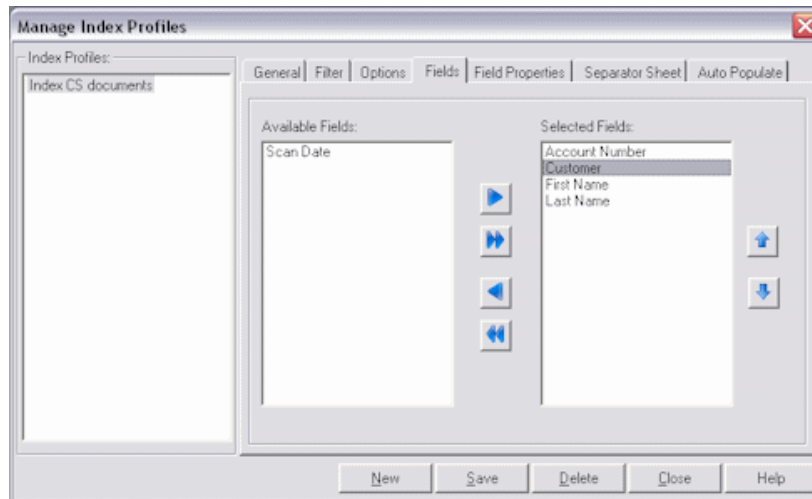 Manage Index Profiles
Index Profiles:
Index CS documents
General Filter Options Fields Field Properties Separator Sheet Auto Populate
Available Fields:
Scan Date
Selected Fields:
Account Number
Customer
First Name
Last Name
New Save Delete Close Help